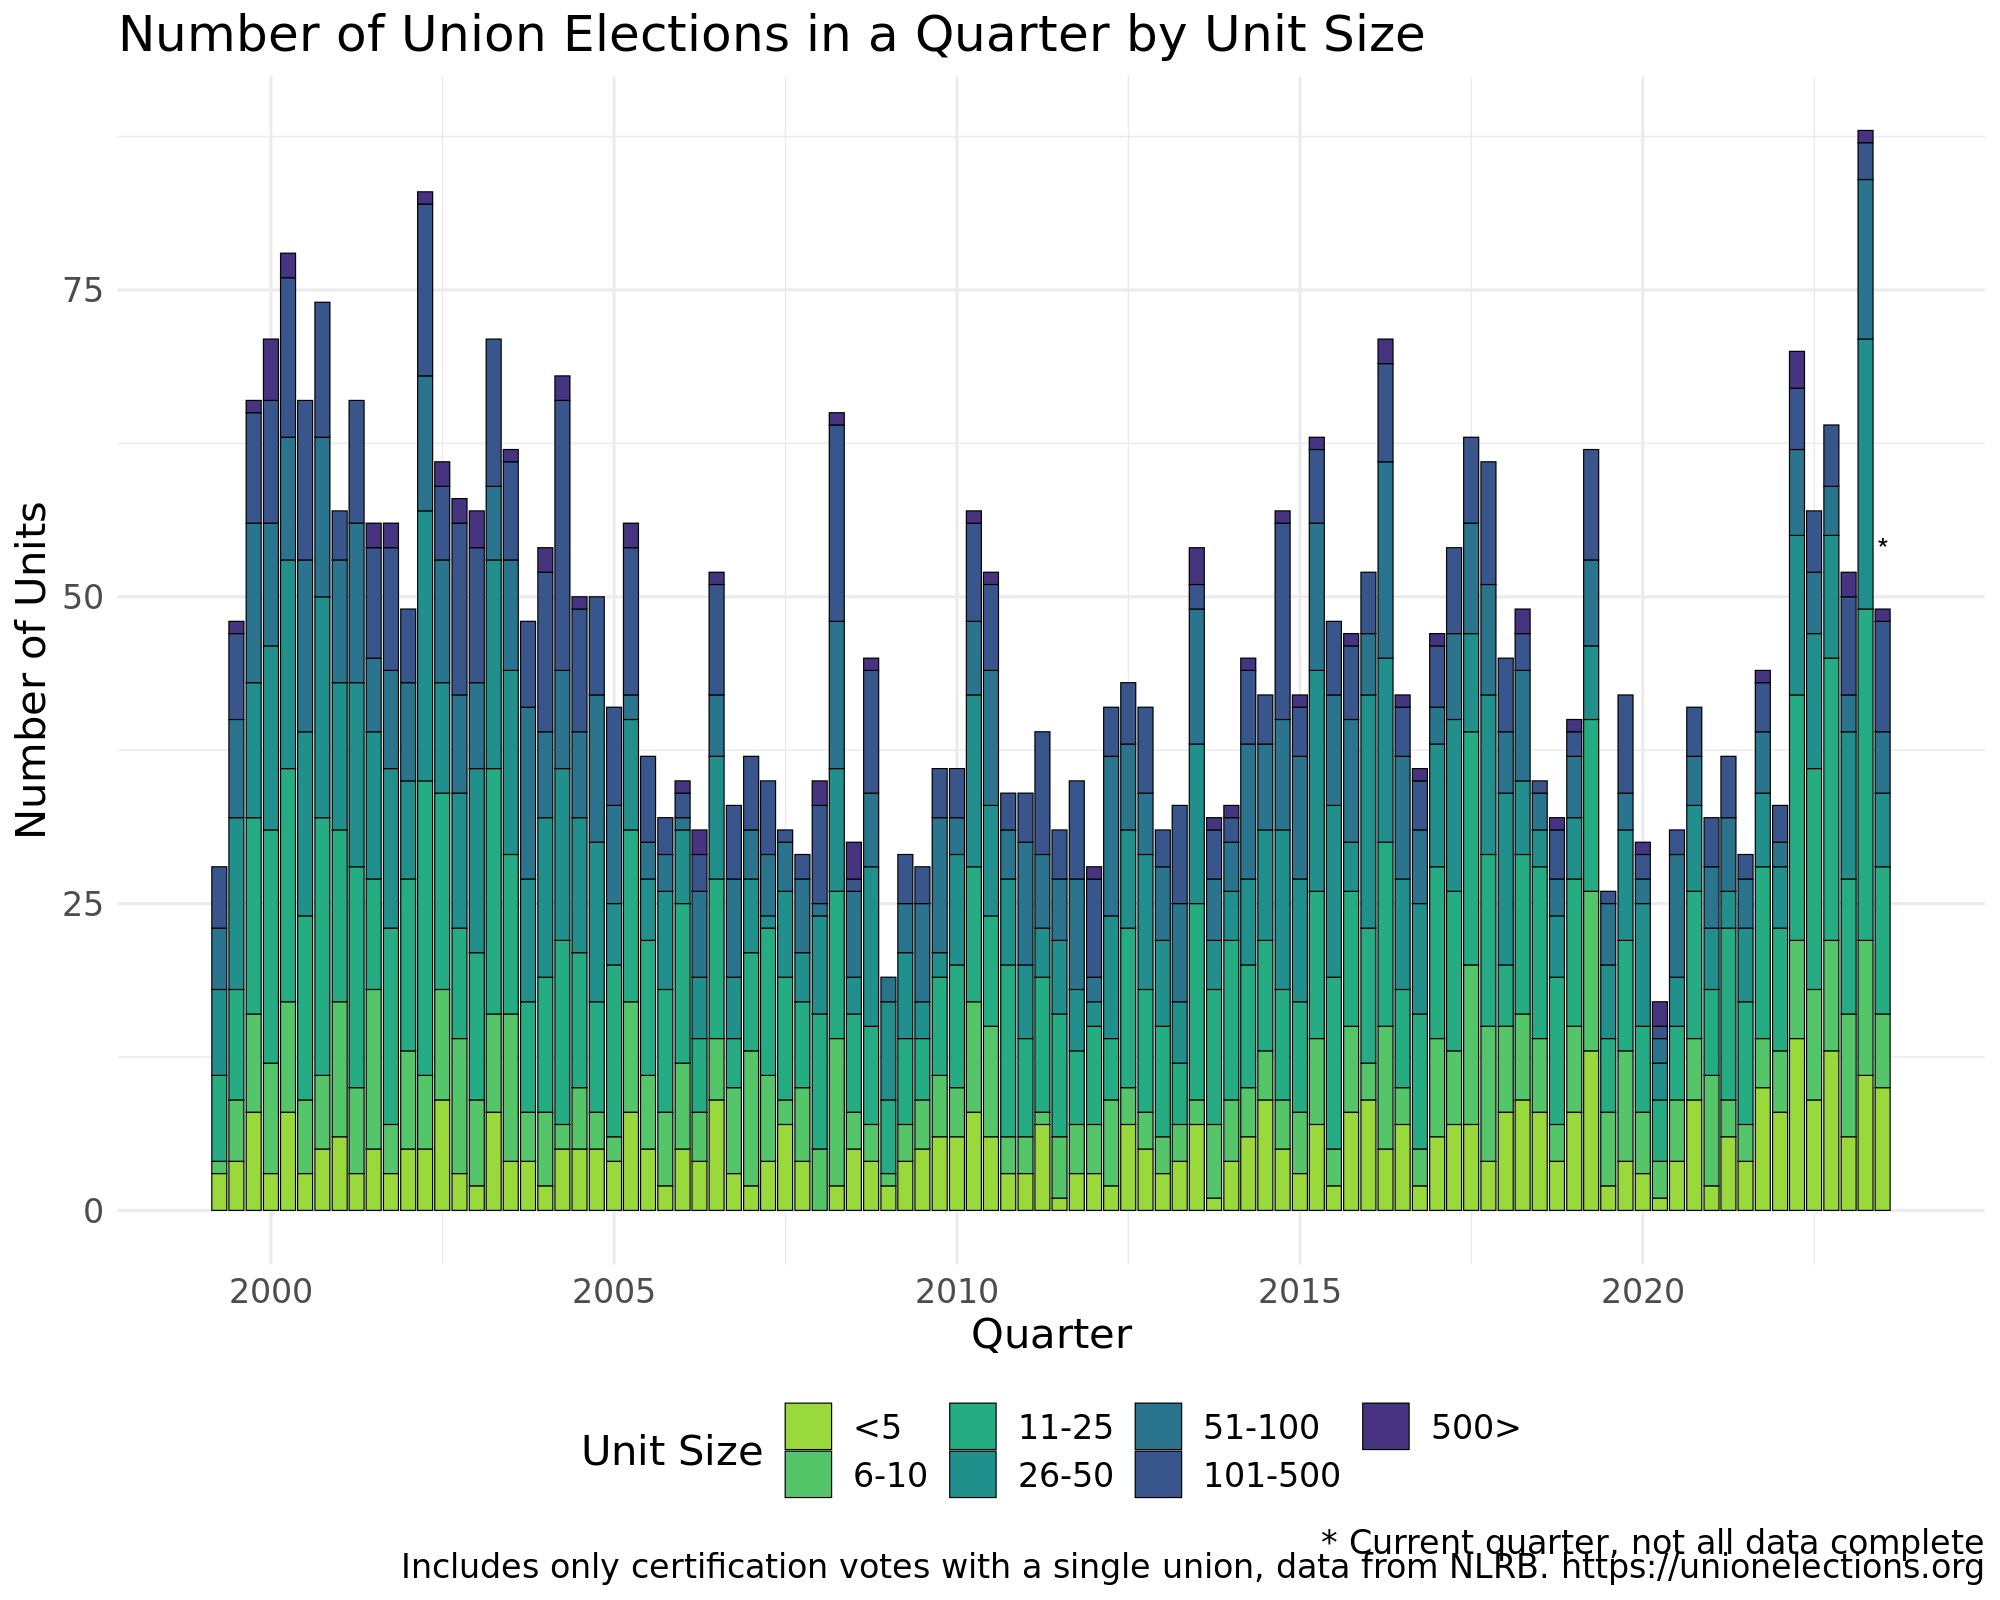 Number of Union Elections in a Quarter by Unit Size
Number of Units
75
50
25
0
*
2000 2005 2010 2015 2020
Quarter
Unit Size
<5 11-25 51-100 500>
6-10 26-50 101-500
* Current quarter, not all data complete
Includes only certification votes with a single union, data from NLRB. https://unionelections.org